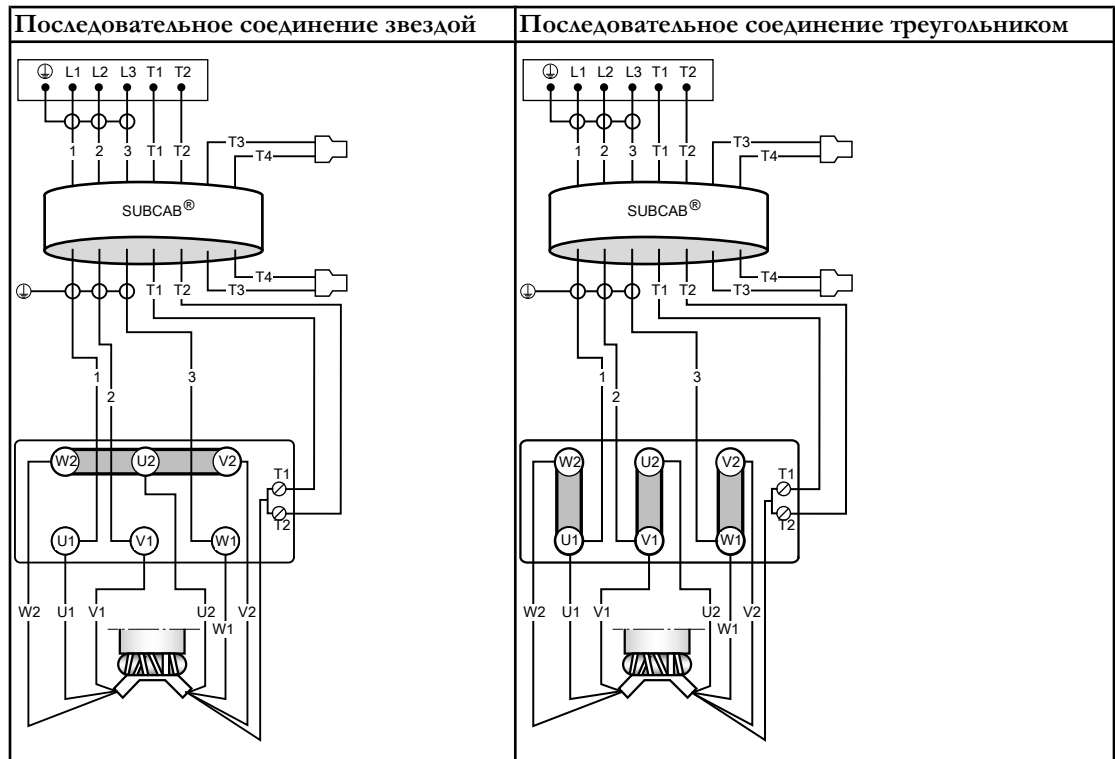 Последовательное соединение звездой
L1 L2 L3 T1 T2
1 2 3 T1 T2
T3
T4
SUBCAB®
T1 T2
T4
T3
1
2
3
W2 U2 V2
T1
T2
U1 V1 W1
W2 U1 V1 U2 V2
W1
Последовательное соединение треугольником
L1 L2 L3 T1 T2
1 2 3 T1 T2
T3
T4
SUBCAB®
T1 T2
T4
T3
1
2
3
W2 U2 V2
T1
T2
U1 V1 W1
W2 U1 V1 U2 V2
W1